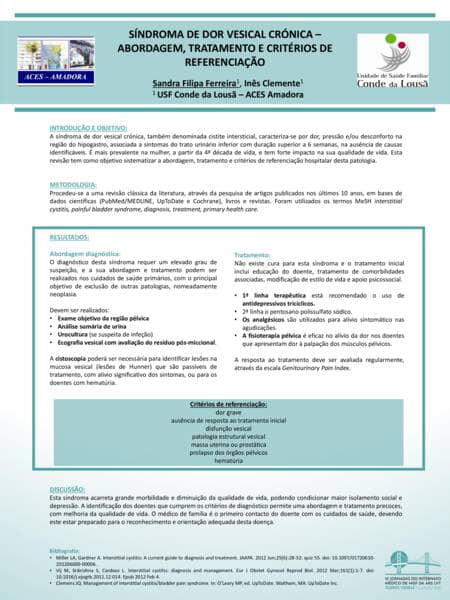 SÍNDROMA DE DOR VESICAL CRÓNICA –
ABORDAGEM, TRATAMENTO E CRITÉRIOS DE
REFERENCIAÇÃO
Sandra Filipa Ferreira¹, Inês Clemente¹
¹ USF Conde da Lousã – ACES Amadora
ACES – AMADORA
Unidade de Saúde Familiar
Conde da Lousã
INTRODUÇÃO E OBJETIVO:
A síndroma de dor vesical crónica, também denominada cistite intersticial, caracteriza-se por dor, pressão e/ou desconforto na
região do hipogastro, associada a sintomas do trato urinário inferior com duração superior a 6 semanas, na ausência de causas
identificáveis. É mais prevalente na mulher, a partir da 4ª década de vida, e tem forte impacto na sua qualidade de vida. Esta
revisão tem como objetivo sistematizar a abordagem, tratamento e critérios de referenciação hospitalar desta patologia.
METODOLOGIA:
Procedeu-se a uma revisão clássica da literatura, através da pesquisa de artigos publicados nos últimos 10 anos, em bases de
dados científicas (PubMed/MEDLINE, UpToDate e Cochrane), livros e revistas. Foram utilizados os termos MeSH interstitial
cystitis, painful bladder syndrome, diagnosis, treatment, primary health care.
RESULTADOS:
Abordagem diagnóstica:
O diagnóstico desta síndroma requer um elevado grau de
suspeição, e a sua abordagem e tratamento podem ser
realizados nos cuidados de saúde primários, com o principal
objetivo de exclusão de outras patologias, nomeadamente
neoplasia.
Devem ser realizados:
• Exame objetivo da região pélvica
• Análise sumária de urina
• Urocultura (se suspeita de infeção)
• Ecografia vesical com avaliação do resíduo pós-miccional.
A cistoscopia poderá ser necessária para identificar lesões na
mucosa vesical (lesões de Hunner) que são passíveis de
tratamento, com alívio significativo dos sintomas, ou para os
doentes com hematúria.
Tratamento:
Não existe cura para esta síndroma e o tratamento inicial
inclui educação do doente, tratamento de comorbilidades
associadas, modificação de estilo de vida e apoio psicossocial.
• 1ª linha terapêutica está recomendado o uso de
antidepressivos tricíclicos.
• 2ª linha o pentosano polissulfato sódico.
• Os analgésicos são utilizados para alívio sintomático nas
agudizações
• A fisioterapia pélvica é eficaz no alívio da dor nos doentes
que apresentam dor à palpação dos músculos pélvicos.
A resposta ao tratamento deve ser avaliada regularmente,
através da escala Genitourinary Pain Index.
Critérios de referenciação:
dor grave
ausência de resposta ao tratamento inicial
disfunção vesical
patologia estrutural vesical
massa uterina ou prostática
prolapso dos órgãos pélvicos
hematúria
DISCUSSÃO:
Esta síndroma acarreta grande morbilidade e diminuição da qualidade de vida, podendo condicionar maior isolamento social e
depressão. A identificação dos doentes que cumprem os critérios de diagnóstico permite uma abordagem e tratamento precoces,
com melhoria da qualidade de vida. O médico de família é o primeiro contacto do doente com os cuidados de saúde, devendo
este estar preparado para o reconhecimento e orientação adequada desta doença.
Bibliografia:
• Miller LA, Gardner A. Interstitial cystitis: A current guide to diagnosis and treatment. JAAPA. 2012 Jun;25(6):28-32; quiz 55. doi: 10.1097/01720610-
201206000-00006.
• Vij M, Srikrishna S, Cardozo L. Interstitial cystitis: diagnosis and management. Eur J Obstet Gynecol Reprod Biol. 2012 Mar;161(1):1-7. doi:
10.1016/j.ejogrb.2011.12.014. Epub 2012 Feb 4.
• Clemens JQ. Management of interstitial cystitis/bladder pain syndrome. In: O'Leary MP, ed. UpToDate. Waltham, MA: UpToDate Inc.